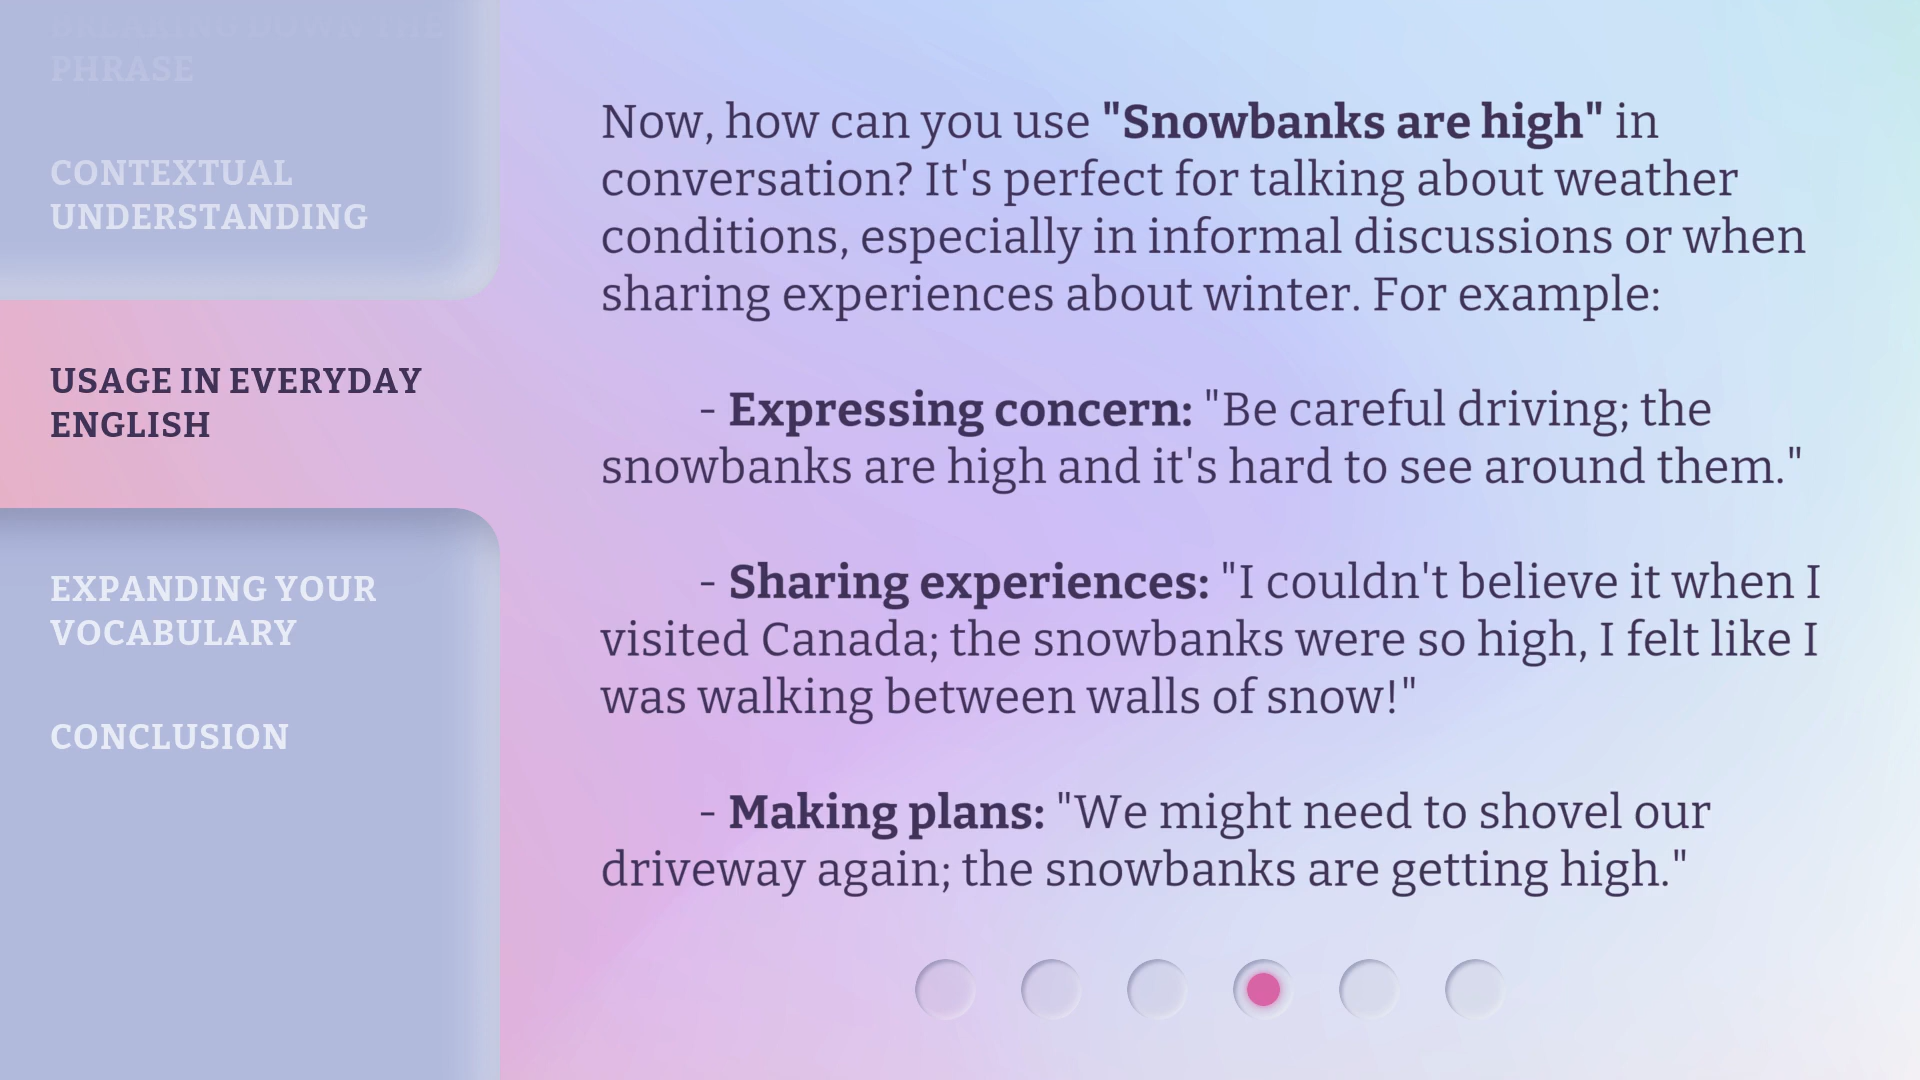 BREAKING DOWN THE
PHRASE
CONTEXTUAL
UNDERSTANDING
USAGE IN EVERYDAY
ENGLISH
EXPANDING YOUR
VOCABULARY
CONCLUSION
Now, how can you use "Snowbanks are high" in
conversation? It's perfect for talking about weather
conditions, especially in informal discussions or when
sharing experiences about winter. For example:
- Expressing concern: "Be careful driving; the
snowbanks are high and it's hard to see around them."
- Sharing experiences: "I couldn't believe it when I
visited Canada; the snowbanks were so high, I felt like I
was walking between walls of snow!"
- Making plans: "We might need to shovel our
driveway again; the snowbanks are getting high."